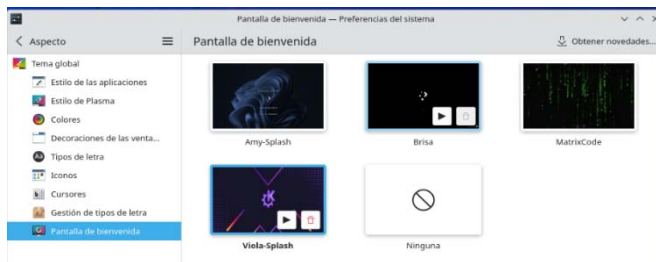 Pantalla de bienvenida — Preferencias del sistema
Aspecto
Pantalla de bienvenida
Obtener novedades...
Tema global
Estilo de las aplicaciones
Estilo de Plasma
Colores
Decoraciones de las venta...
Tipos de letra
Iconos
Cursores
Gestión de tipos de letra
Pantalla de bienvenida
Amy-Splash
Brisa
MatrixCode
Viola-Splash
Ninguna